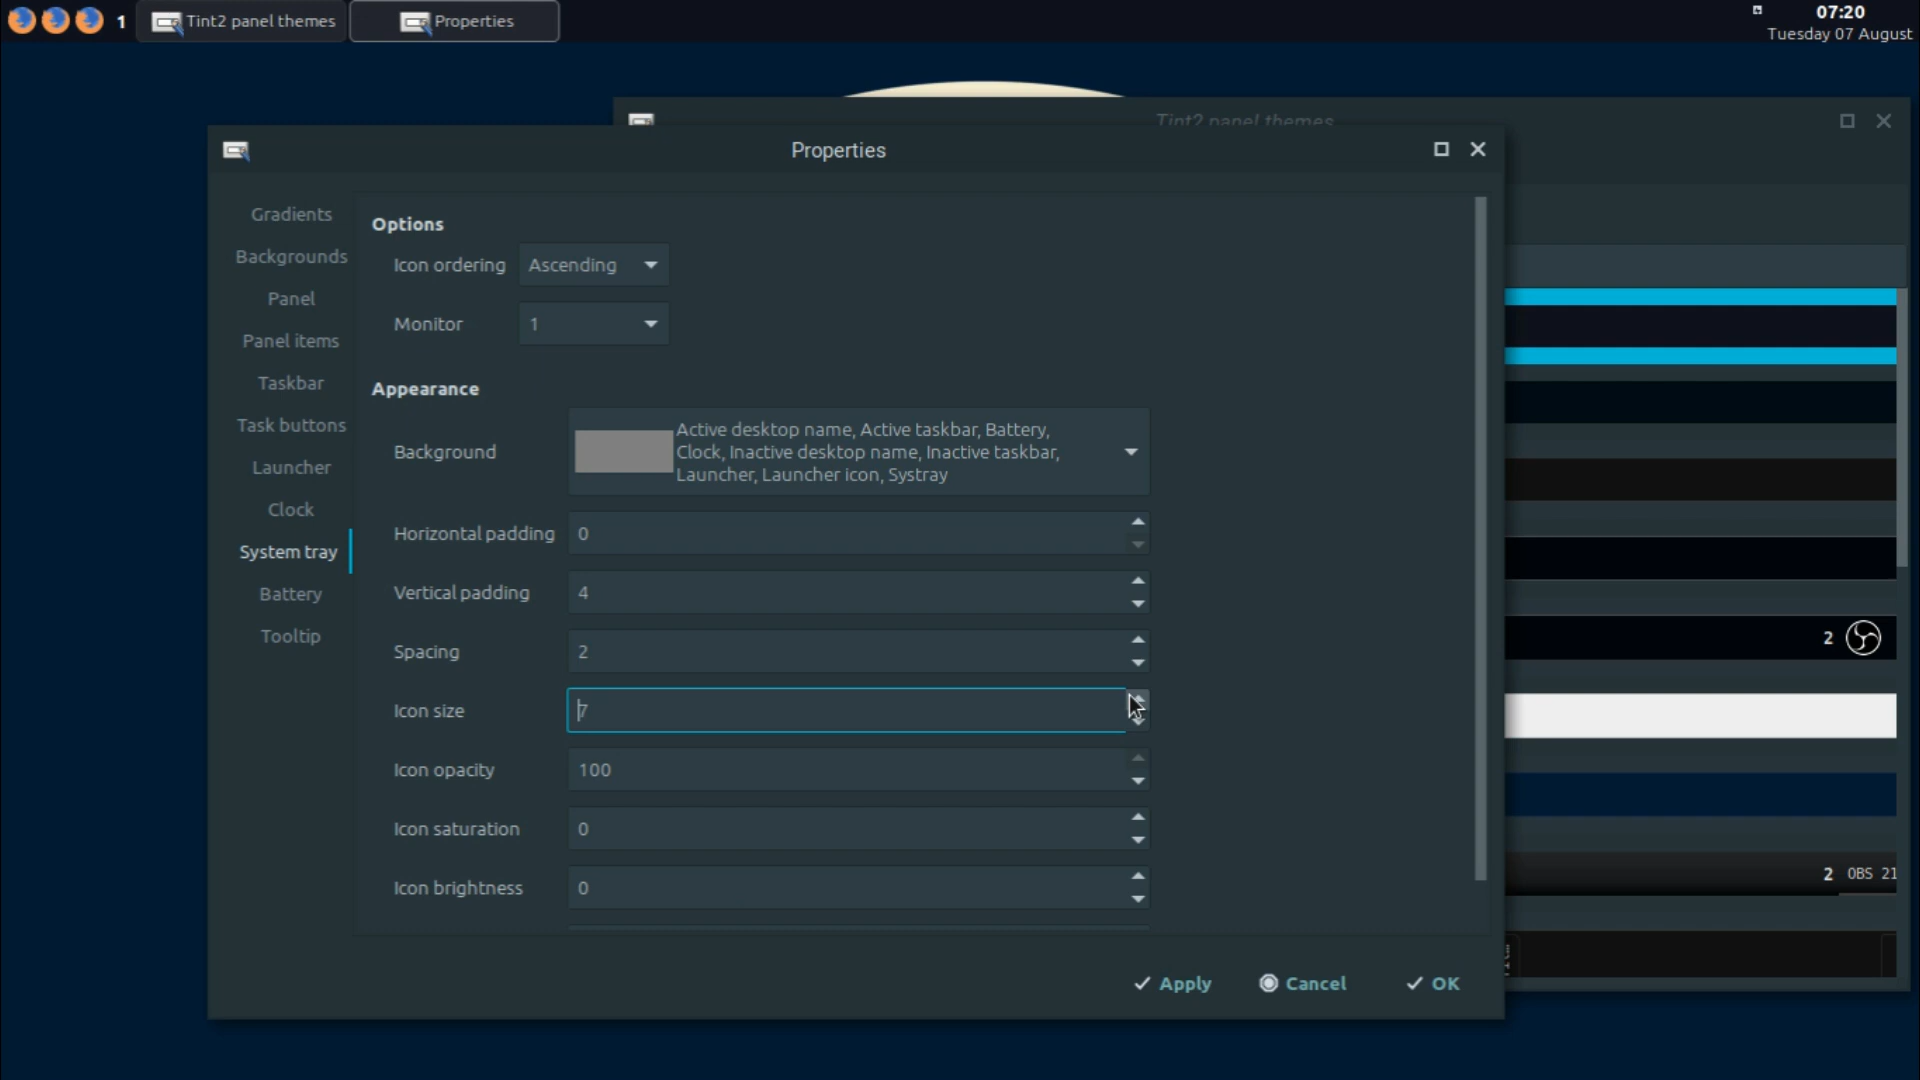 1
Tint2 panel themes
Properties
07:20
Tuesday 07 August
Tint2 panel themes
Properties
Gradients
Backgrounds
Panel
Panel items
Taskbar
Task buttons
Launcher
Clock
System tray
Battery
Tooltip
Options
Icon ordering
Ascending
Monitor
1
Appearance
Background
Active desktop name, Active taskbar, Battery,
Clock, Inactive desktop name, Inactive taskbar,
Launcher, Launcher icon, Systray
Horizontal padding
0
Vertical padding
4
Spacing
2
Icon size
7
Icon opacity
100
Icon saturation
0
Icon brightness
0
2
2 OBS 21
Apply
Cancel
OK